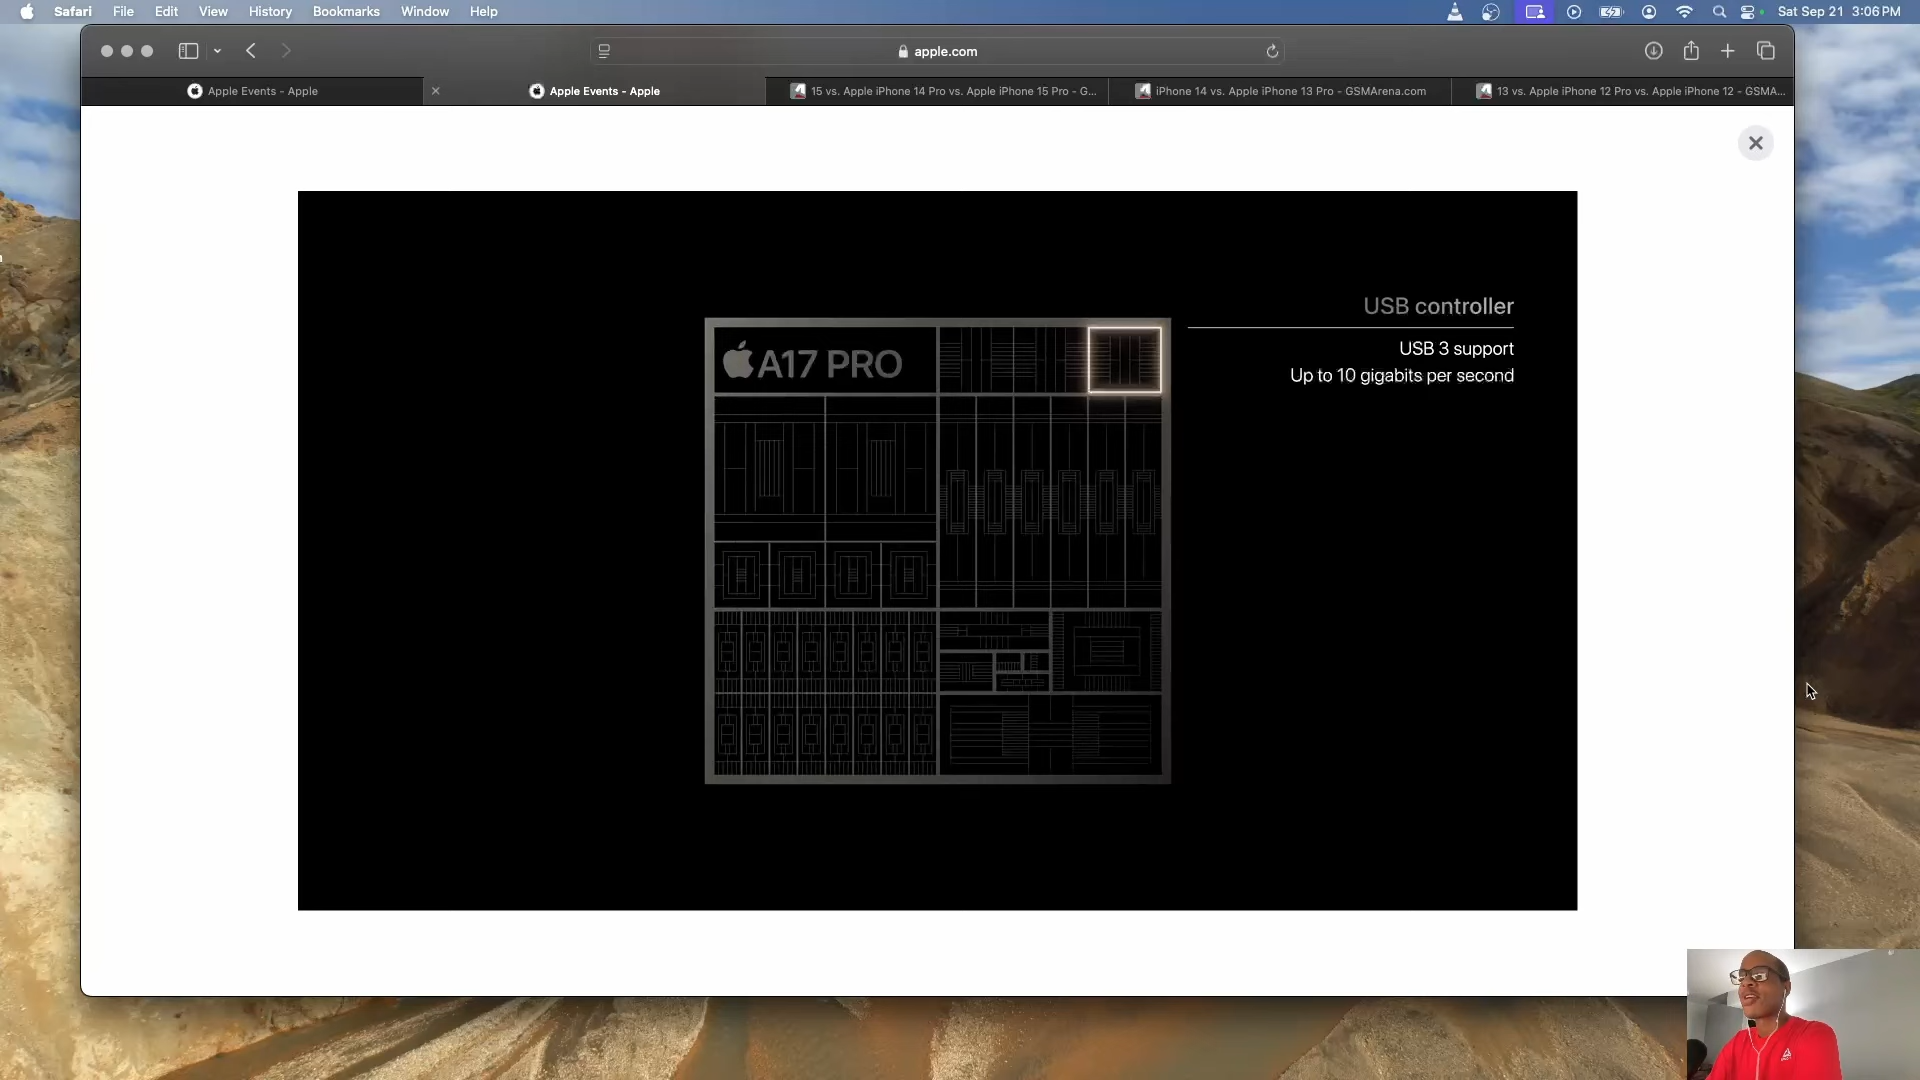 Safari File Edit View History Bookmarks Window Help Sat Sep 21 3:06 PM
apple.com
Apple Events - Apple
Apple Events - Apple
15 vs. Apple iPhone 14 Pro vs. Apple iPhone 15 Pro - G...
iPhone 14 vs. Apple iPhone 13 Pro - GSMArena.com
13 vs. Apple iPhone 12 Pro vs. Apple iPhone 12 - GSMA...
A17 PRO
USB controller
USB 3 support
Up to 10 gigabits per second